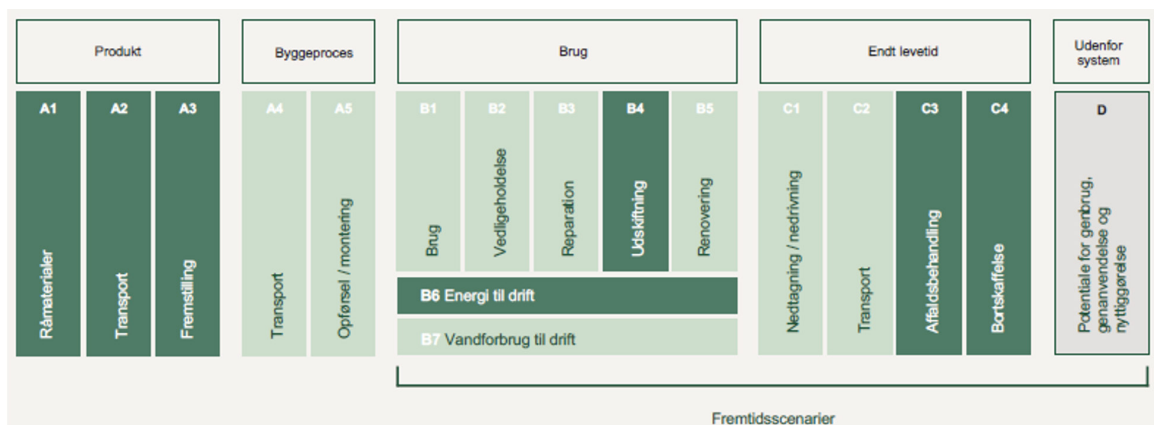 Produkt
Byggeproces
Brug
Endt levetid
Udenfor
system
A1
A2
A3
A4
A5
B1
B2
B3
B4
B5
C1
C2
C3
C4
D
Råmaterialer
Transport
Fremstilling
Transport
Opførsel / montering
Brug
Vedligeholdelse
Reparation
Udskiftning
Renovering
B6 Energi til drift
B7 Vandforbrug til drift
Nedtagning / nedrivning
Transport
Affaldsbehandling
Bortskaffelse
Potentiale for genbrug,
genanvendelse og
nyttiggørelse
Fremtidsscenarier